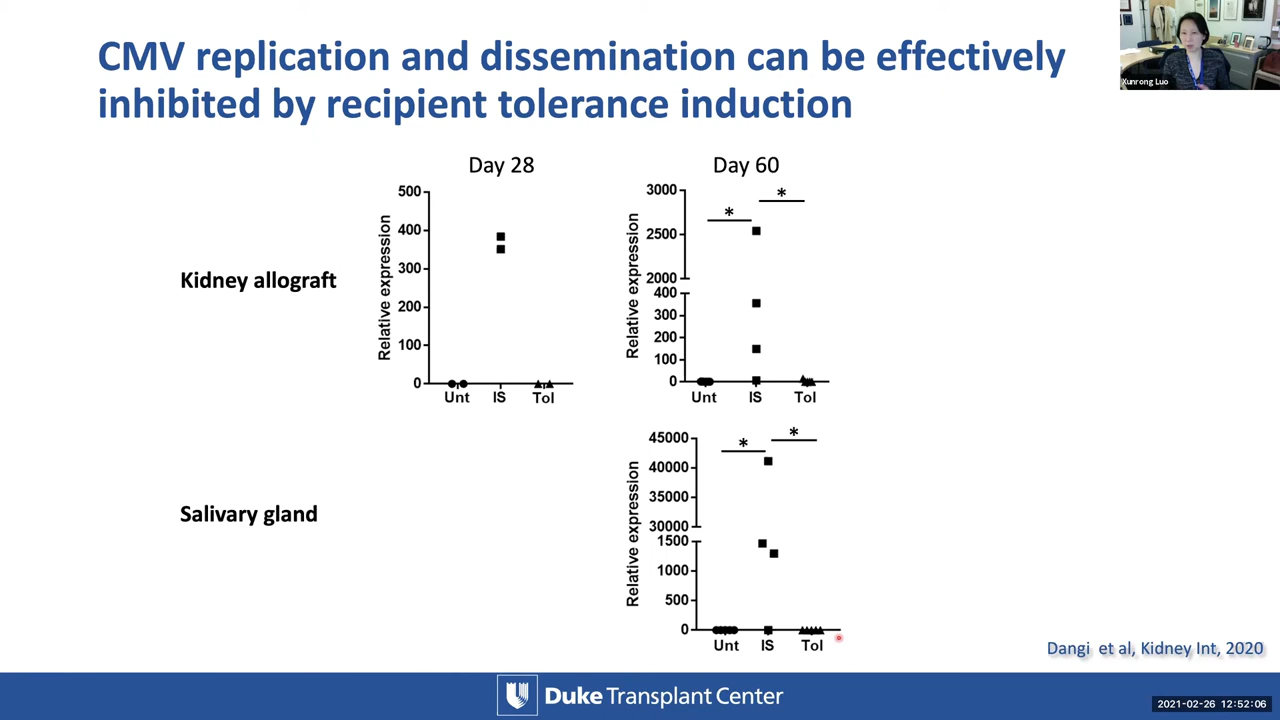 CMV replication and dissemination can be effectively
inhibited by recipient tolerance induction
Xunrong Luo
Day 28
Day 60
Kidney allograft
Relative expression
500
400
300
200
100
0
Unt IS Tol
Relative expression
3000
2500
2000
400
300
200
100
0
* *
Unt IS Tol
Salivary gland
Relative expression
45000
40000
35000
30000
1500
1000
500
0
* *
Unt IS Tol
Dangi et al, Kidney Int, 2020
Duke Transplant Center
2021-02-26 12:52:06